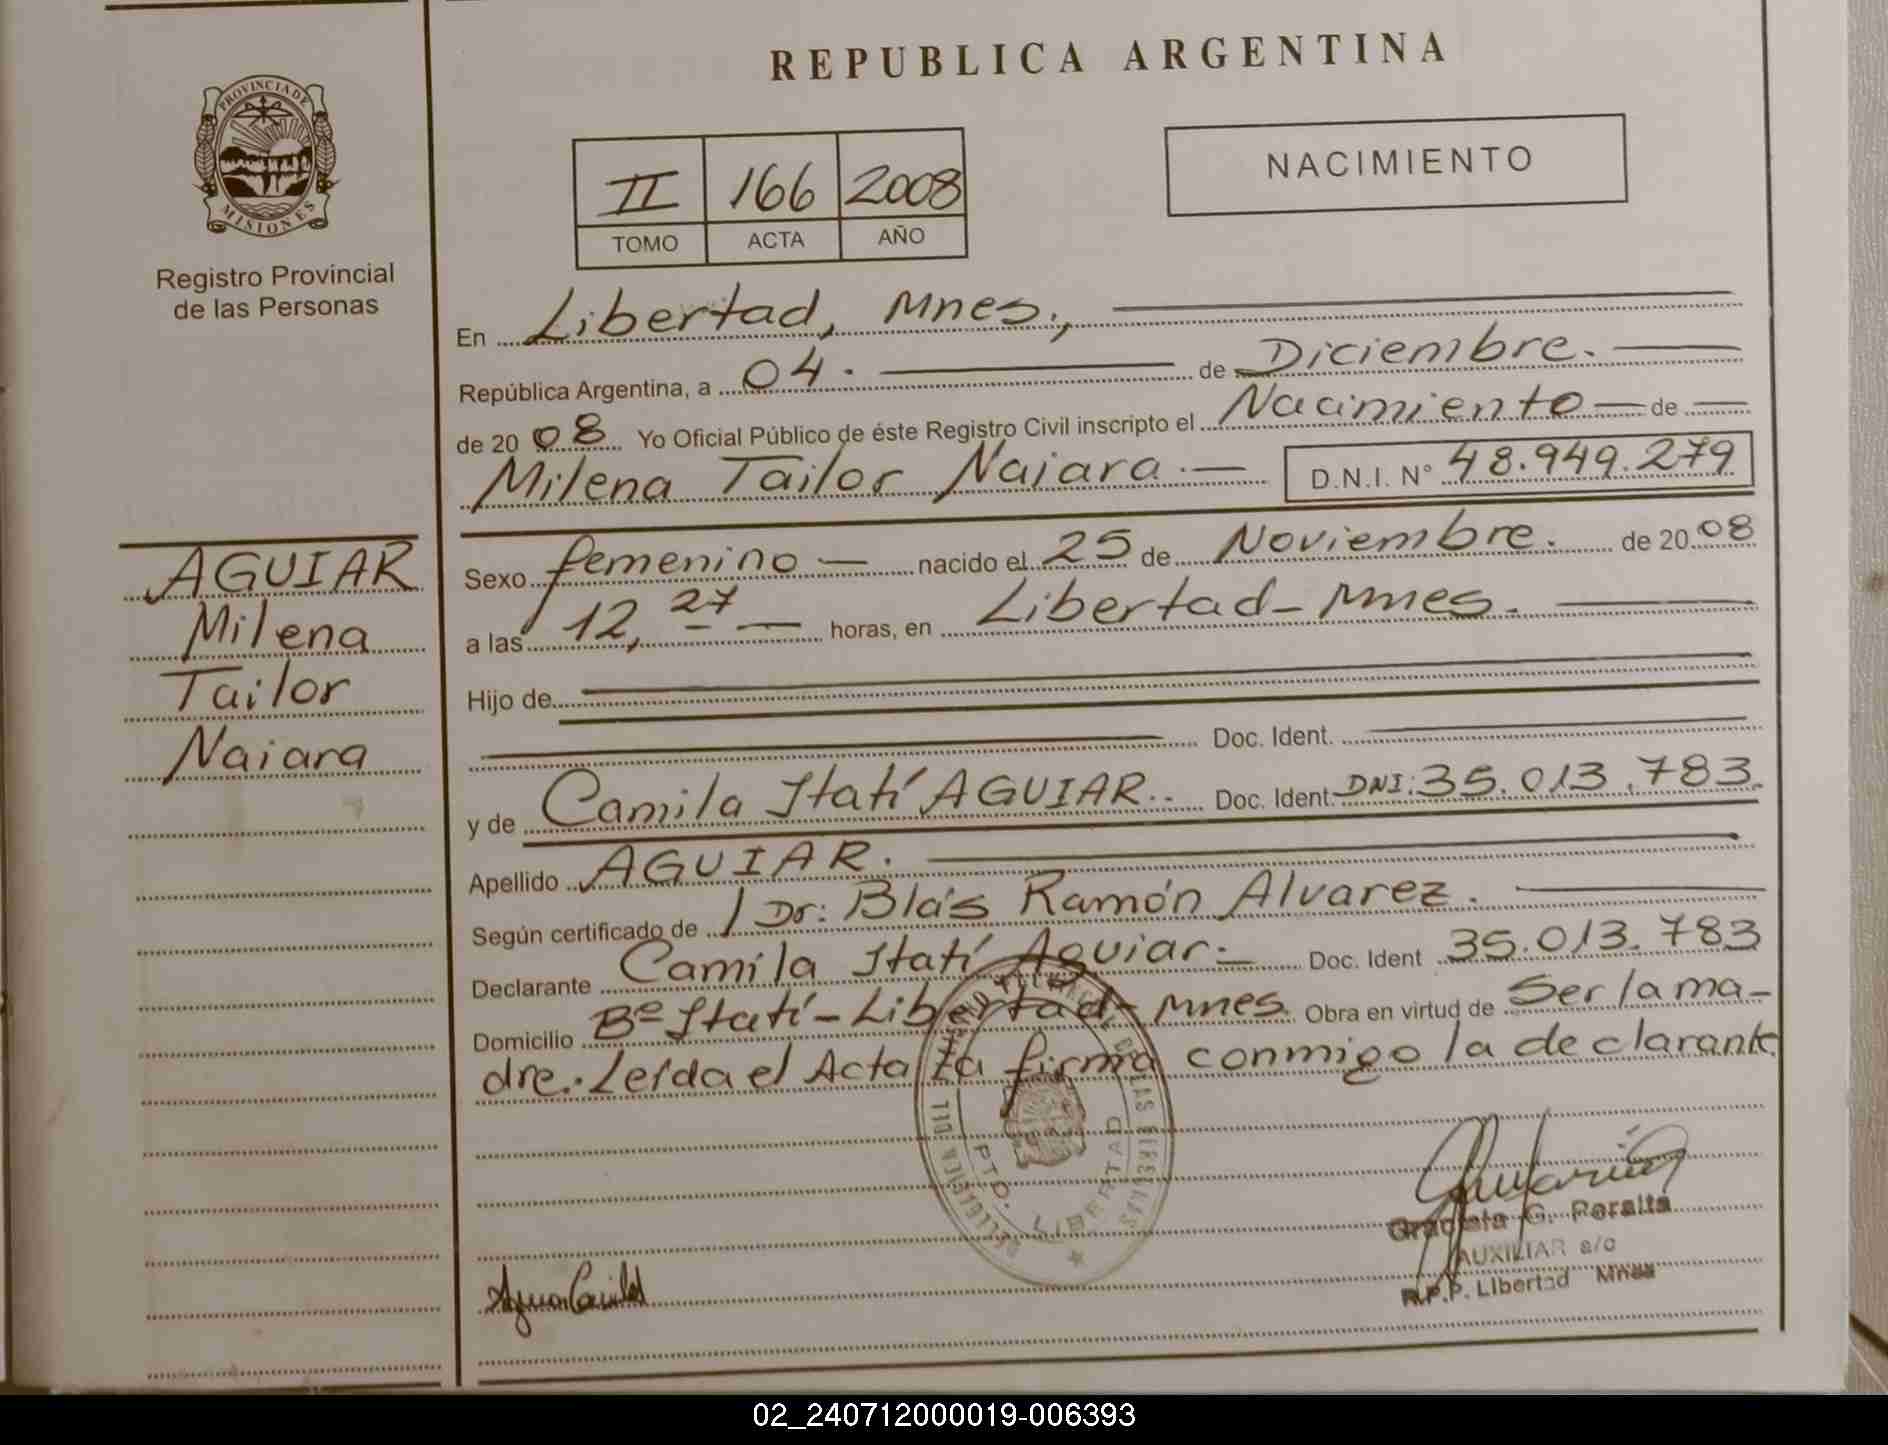 PROVINCIA DE
MISIONES
Registro Provincial
de las Personas
AGUIAR
Milena
Tailor
Naiara
REPUBLICA ARGENTINA
II 166 2008
TOMO ACTA AÑO
NACIMIENTO
En Libertad, Mnes.,
República Argentina, a 04. de Diciembre.
de 20 08 Yo Oficial Público de éste Registro Civil inscripto el Nacimiento de
Milena Tailor Naiara. D.N.I. N° 48.949.279
Sexo femenino nacido el 25 de Noviembre. de 20 08
a las 12, 27 horas, en Libertad - Mnes.
Hijo de
Doc. Ident.
y de Camila Itatí AGUIAR. Doc. Ident. DNI: 35.013.783.
Apellido AGUIAR.
Según certificado de Dr: Blás Ramón Alvarez.
Declarante Camila Itatí Aguiar Doc. Ident 35.013.783
Domicilio Bº Itatí - Libertad - Mnes. Obra en virtud de Ser la ma-
dre. Leída el Acta la firma conmigo la declarante
PTO. LIBERTAD
Graciela G. Peralta
AUXILIAR a/c
R.P.P. Libertad Mnes
02_240712000019-006393